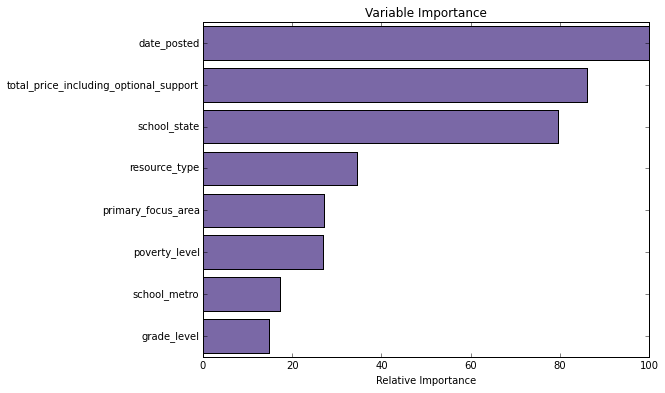 Variable Importance
date_posted
total_price_including_optional_support
school_state
resource_type
primary_focus_area
poverty_level
school_metro
grade_level
0 20 40 60 80 100
Relative Importance